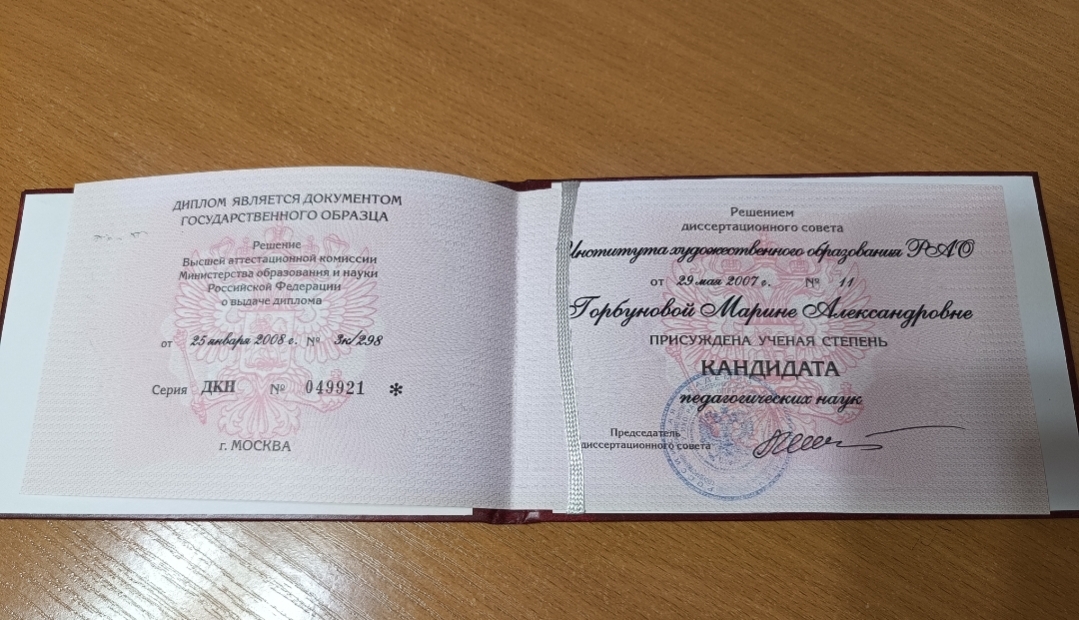 ДИПЛОМ ЯВЛЯЕТСЯ ДОКУМЕНТОМ
ГОСУДАРСТВЕННОГО ОБРАЗЦА
Решение
Высшей аттестационной комиссии
Министерства образования и науки
Российской Федерации
о выдаче диплома
от 25 января 2008 г. № 3к/298
Серия ДКН № 049921 *
г. МОСКВА
Решением
диссертационного совета
Института художественного образования РАО
от 29 мая 2007 г. № 11
Горбуновой Марине Александровне
ПРИСУЖДЕНА УЧЕНАЯ СТЕПЕНЬ
КАНДИДАТА
педагогических наук
Председатель
диссертационного совета